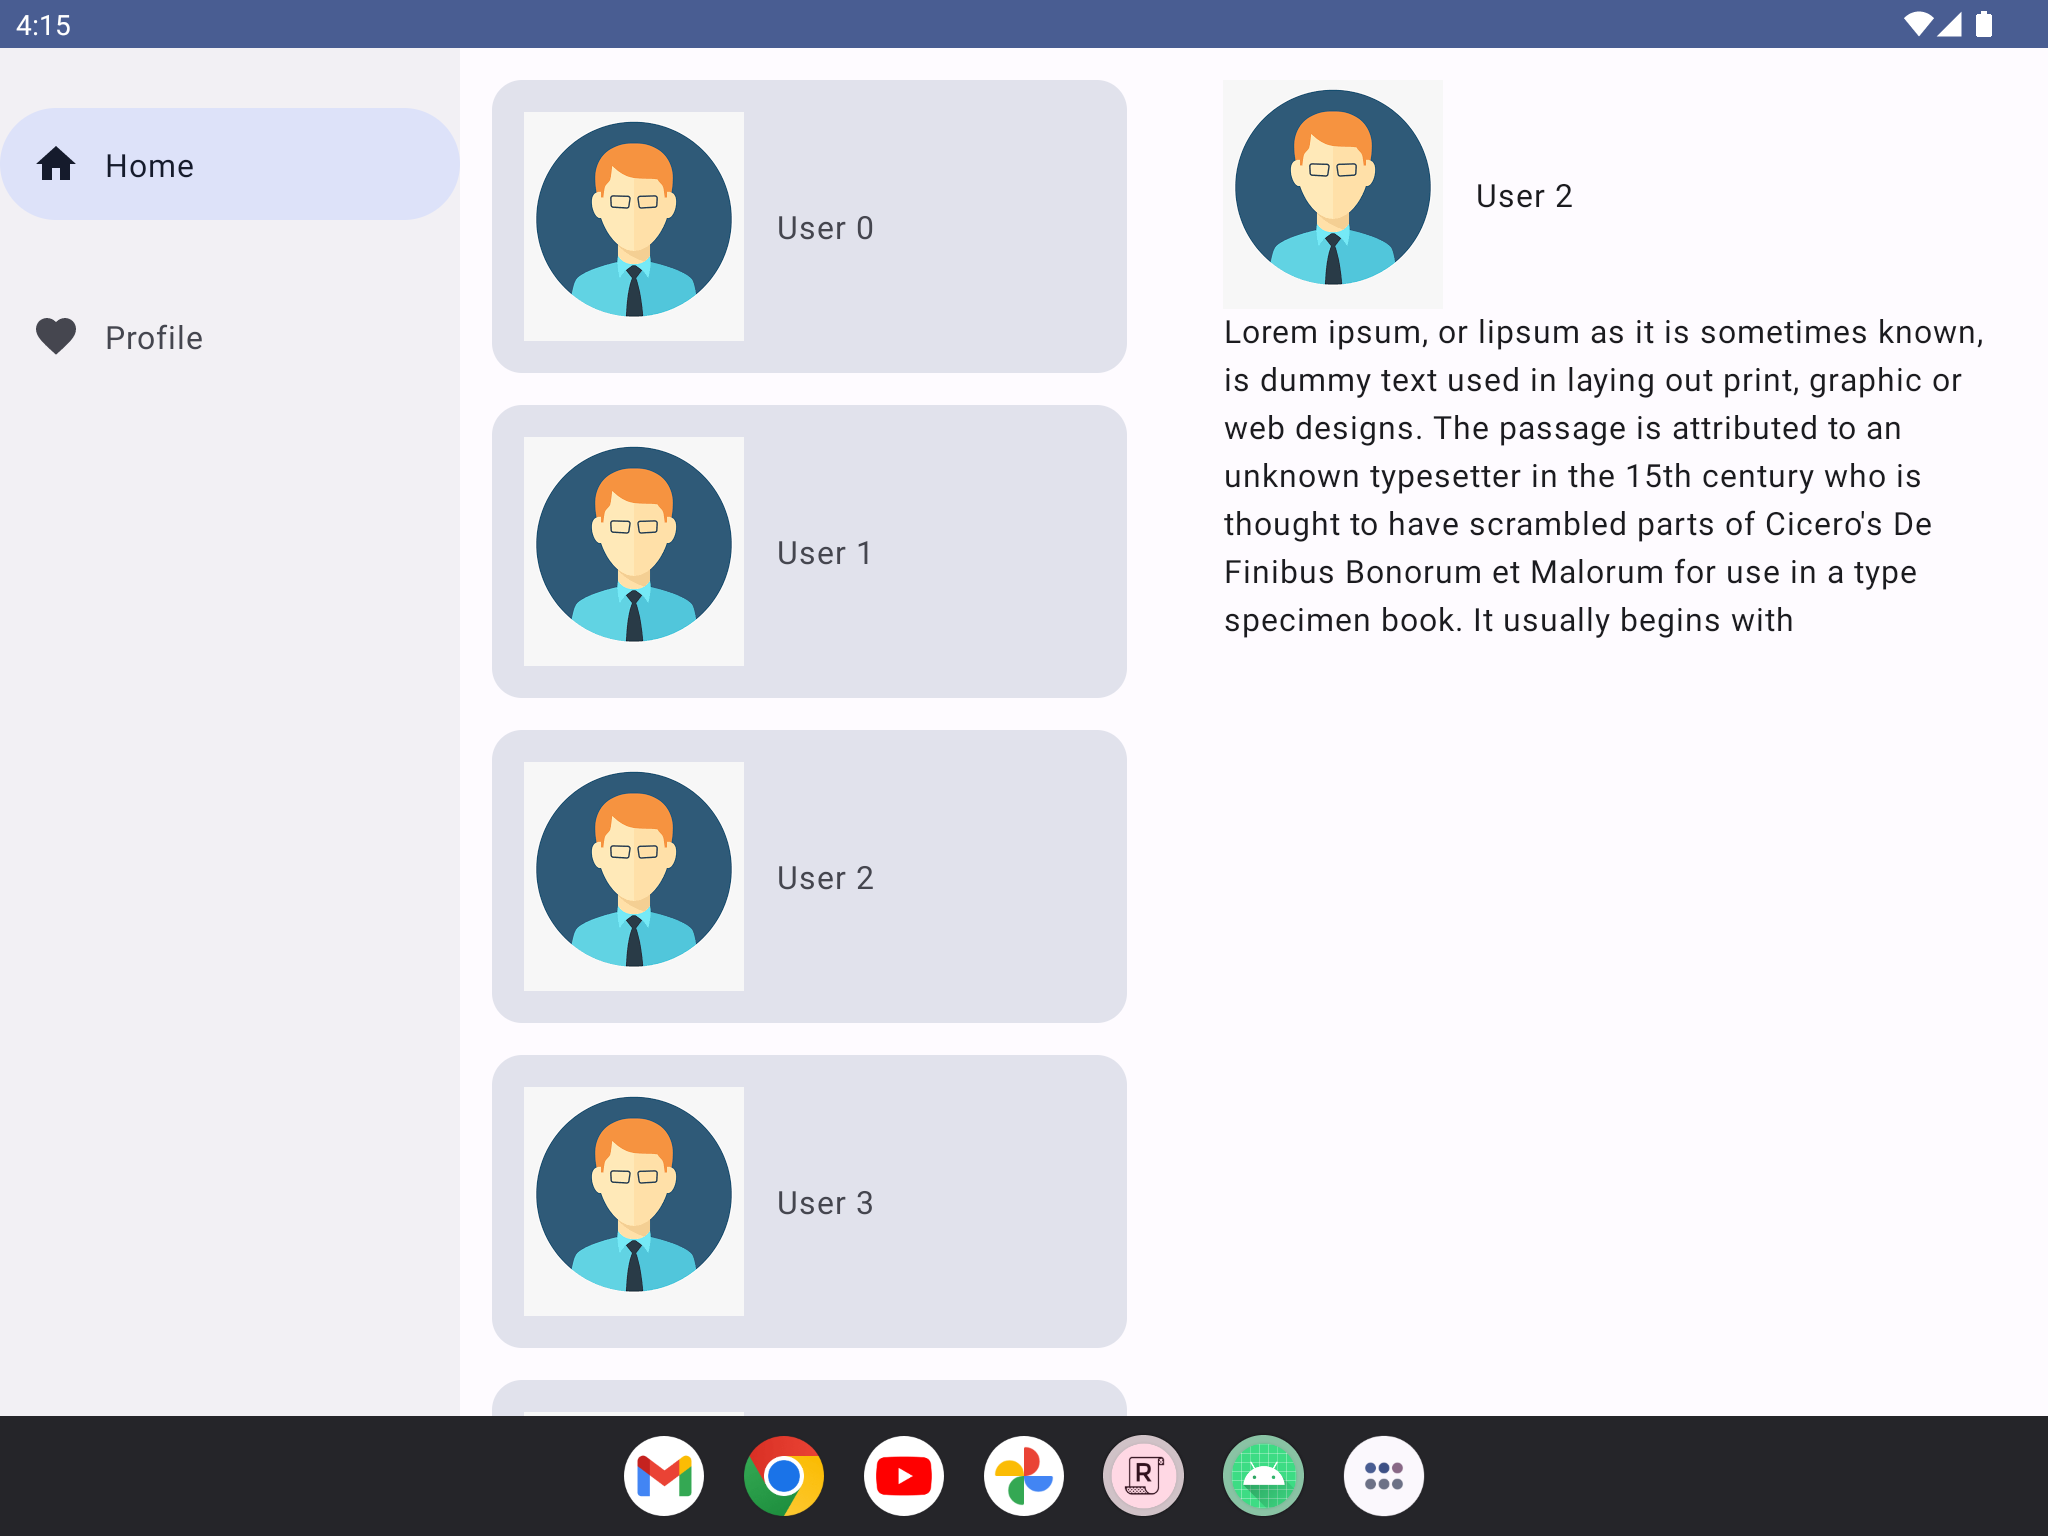 4:15
Home
Profile
User 0
User 1
User 2
User 3
User 2
Lorem ipsum, or lipsum as it is sometimes known,
is dummy text used in laying out print, graphic or
web designs. The passage is attributed to an
unknown typesetter in the 15th century who is
thought to have scrambled parts of Cicero's De
Finibus Bonorum et Malorum for use in a type
specimen book. It usually begins with
R